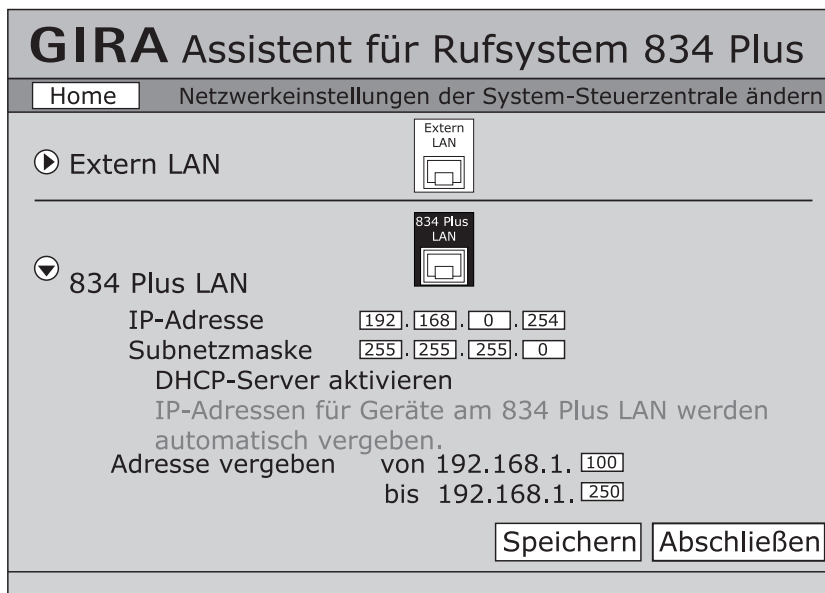 GIRA Assistent für Rufsystem 834 Plus
Home Netzwerkeinstellungen der System-Steuerzentrale ändern
Extern LAN
Extern LAN
834 Plus LAN
834 Plus LAN
IP-Adresse 192.168.0.254
Subnetzmaske 255.255.255.0
DHCP-Server aktivieren
IP-Adressen für Geräte am 834 Plus LAN werden
automatisch vergeben.
Adresse vergeben von 192.168.1. 100
bis 192.168.1. 250
Speichern Abschließen